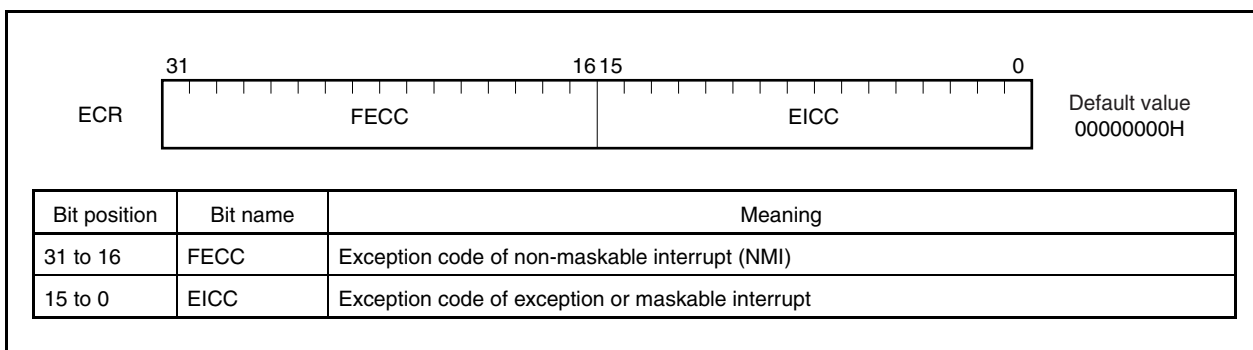 31 16 15 0
ECR FECC EICC Default value
00000000H
Bit position Bit name Meaning
31 to 16 FECC Exception code of non-maskable interrupt (NMI)
15 to 0 EICC Exception code of exception or maskable interrupt